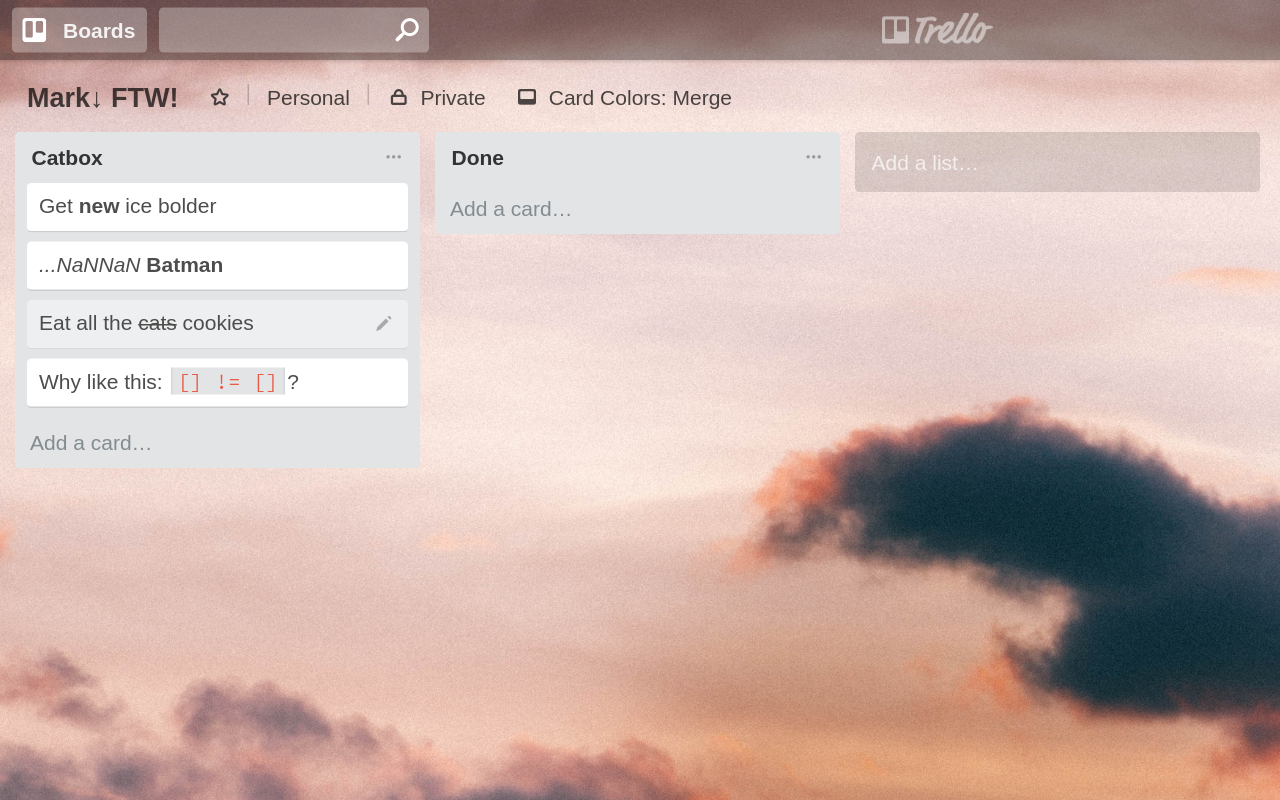 Boards
Trello
Mark↓ FTW!
Personal
Private
Card Colors: Merge
Catbox
Get new ice bolder
...NaNNaN Batman
Eat all the cats cookies
Why like this: [] != [] ?
Add a card…
Done
Add a card…
Add a list…